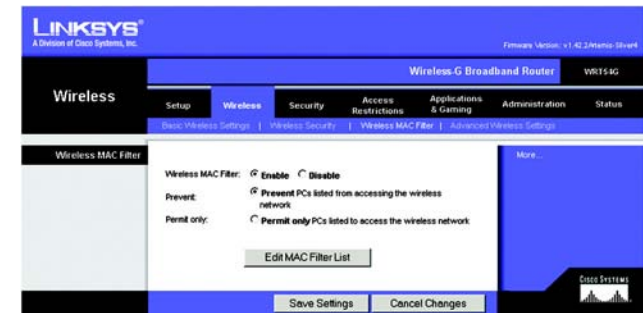 LINKSYS®
A Division of Cisco Systems, Inc.
Firmware Version: v1.42.2Artemis-Silver4
Wireless-G Broadband Router WRT54G
Wireless
Setup Wireless Security Access Restrictions Applications & Gaming Administration Status
Basic Wireless Settings | Wireless Security | Wireless MAC Filter | Advanced Wireless Settings
Wireless MAC Filter
More...
Wireless MAC Filter: Enable Disable
Prevent: Prevent PCs listed from accessing the wireless
network
Permit only: Permit only PCs listed to access the wireless network
Edit MAC Filter List
CISCO SYSTEMS
Save Settings Cancel Changes